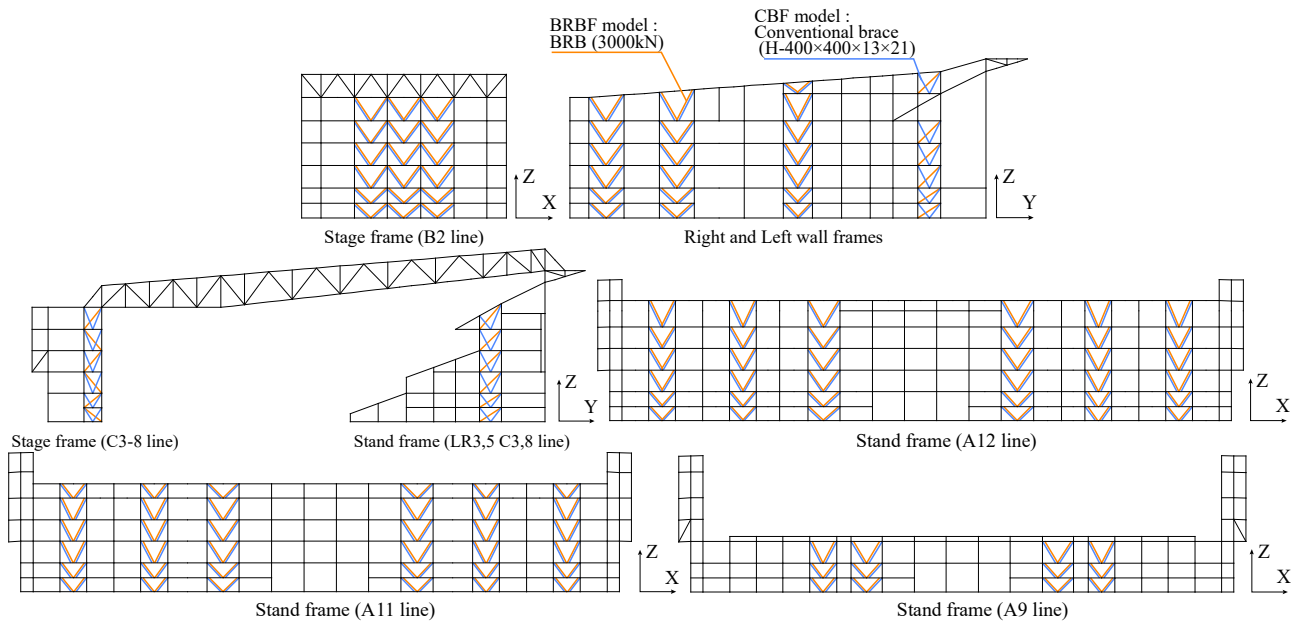 BRBF model :
BRB (3000kN)
CBF model :
Conventional brace
(H-400×400×13×21)
Z
X
Stage frame (B2 line)
Z
Y
Right and Left wall frames
Z
Y
Stage frame (C3-8 line)
Stand frame (LR3,5 C3,8 line)
Z
X
Stand frame (A12 line)
Z
X
Stand frame (A11 line)
Z
X
Stand frame (A9 line)